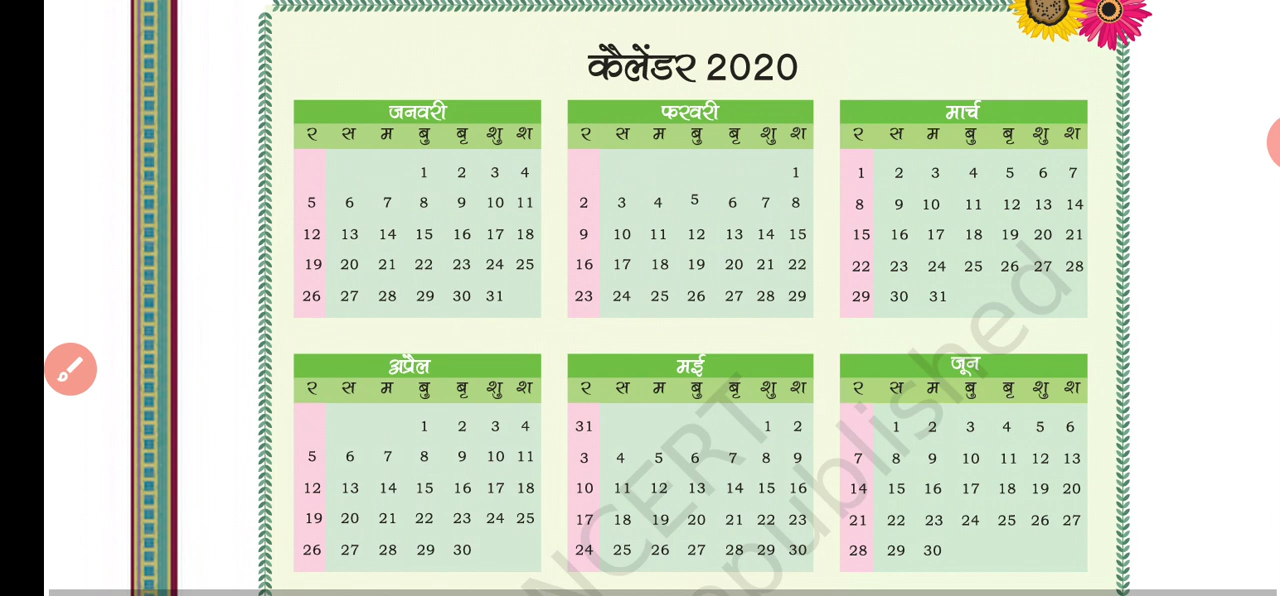 कैलेंडर 2020
जनवरी
र स म बु बृ शु श
1 2 3 4
5 6 7 8 9 10 11
12 13 14 15 16 17 18
19 20 21 22 23 24 25
26 27 28 29 30 31
फरवरी
र स म बु बृ शु श
1
2 3 4 5 6 7 8
9 10 11 12 13 14 15
16 17 18 19 20 21 22
23 24 25 26 27 28 29
मार्च
र स म बु बृ शु श
1 2 3 4 5 6 7
8 9 10 11 12 13 14
15 16 17 18 19 20 21
22 23 24 25 26 27 28
29 30 31
अप्रैल
र स म बु बृ शु श
1 2 3 4
5 6 7 8 9 10 11
12 13 14 15 16 17 18
19 20 21 22 23 24 25
26 27 28 29 30
मई
र स म बु बृ शु श
31 1 2
3 4 5 6 7 8 9
10 11 12 13 14 15 16
17 18 19 20 21 22 23
24 25 26 27 28 29 30
जून
र स म बु बृ शु श
1 2 3 4 5 6
7 8 9 10 11 12 13
14 15 16 17 18 19 20
21 22 23 24 25 26 27
28 29 30
NCERT
republished